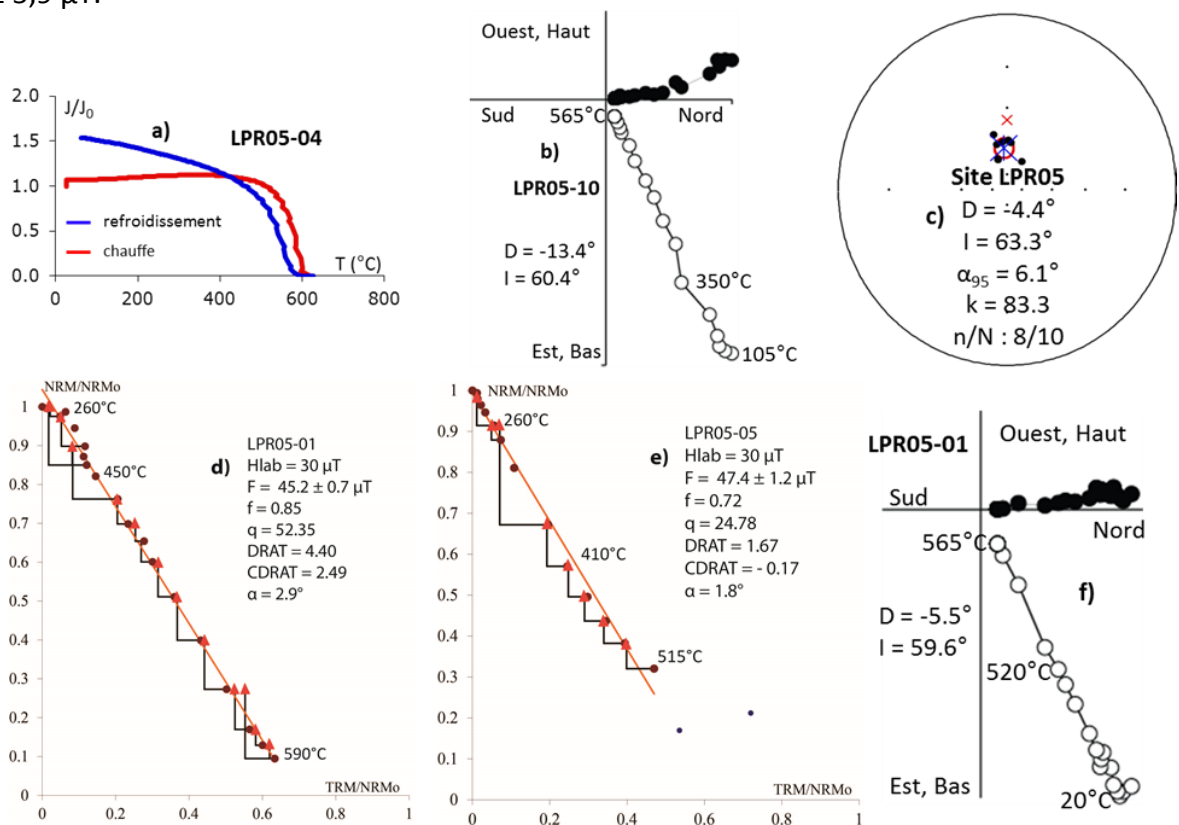 ± 3,9 µT.
2.0
J/J0
a)
LPR05-04
1.5
1.0
0.5
0.0
refroidissement
chauffe
T (°C)
0
200
400
600
800
Ouest, Haut
Sud
565°C
Nord
b)
LPR05-10
D = -13.4°
I = 60.4°
350°C
Est, Bas
105°C
Site LPR05
c)
D = -4.4°
I = 63.3°
α95 = 6.1°
k = 83.3
n/N : 8/10
NRM/NRMo
1
0.9
0.8
0.7
0.6
0.5
0.4
0.3
0.2
0.1
0
260°C
450°C
d)
LPR05-01
Hlab = 30 µT
F = 45.2 ± 0.7 µT
f = 0.85
q = 52.35
DRAT = 4.40
CDRAT = 2.49
α = 2.9°
590°C
TRM/NRMo
0
0.2
0.4
0.6
0.8
1
NRM/NRMo
1
0.9
0.8
0.7
0.6
0.5
0.4
0.3
0.2
0.1
0
260°C
410°C
515°C
e)
LPR05-05
Hlab = 30 µT
F = 47.4 ± 1.2 µT
f = 0.72
q = 24.78
DRAT = 1.67
CDRAT = - 0.17
α = 1.8°
TRM/NRMo
0
0.2
0.4
0.6
0.8
1
LPR05-01
Ouest, Haut
Sud
Nord
565°C
f)
D = -5.5°
I = 59.6°
520°C
Est, Bas
20°C